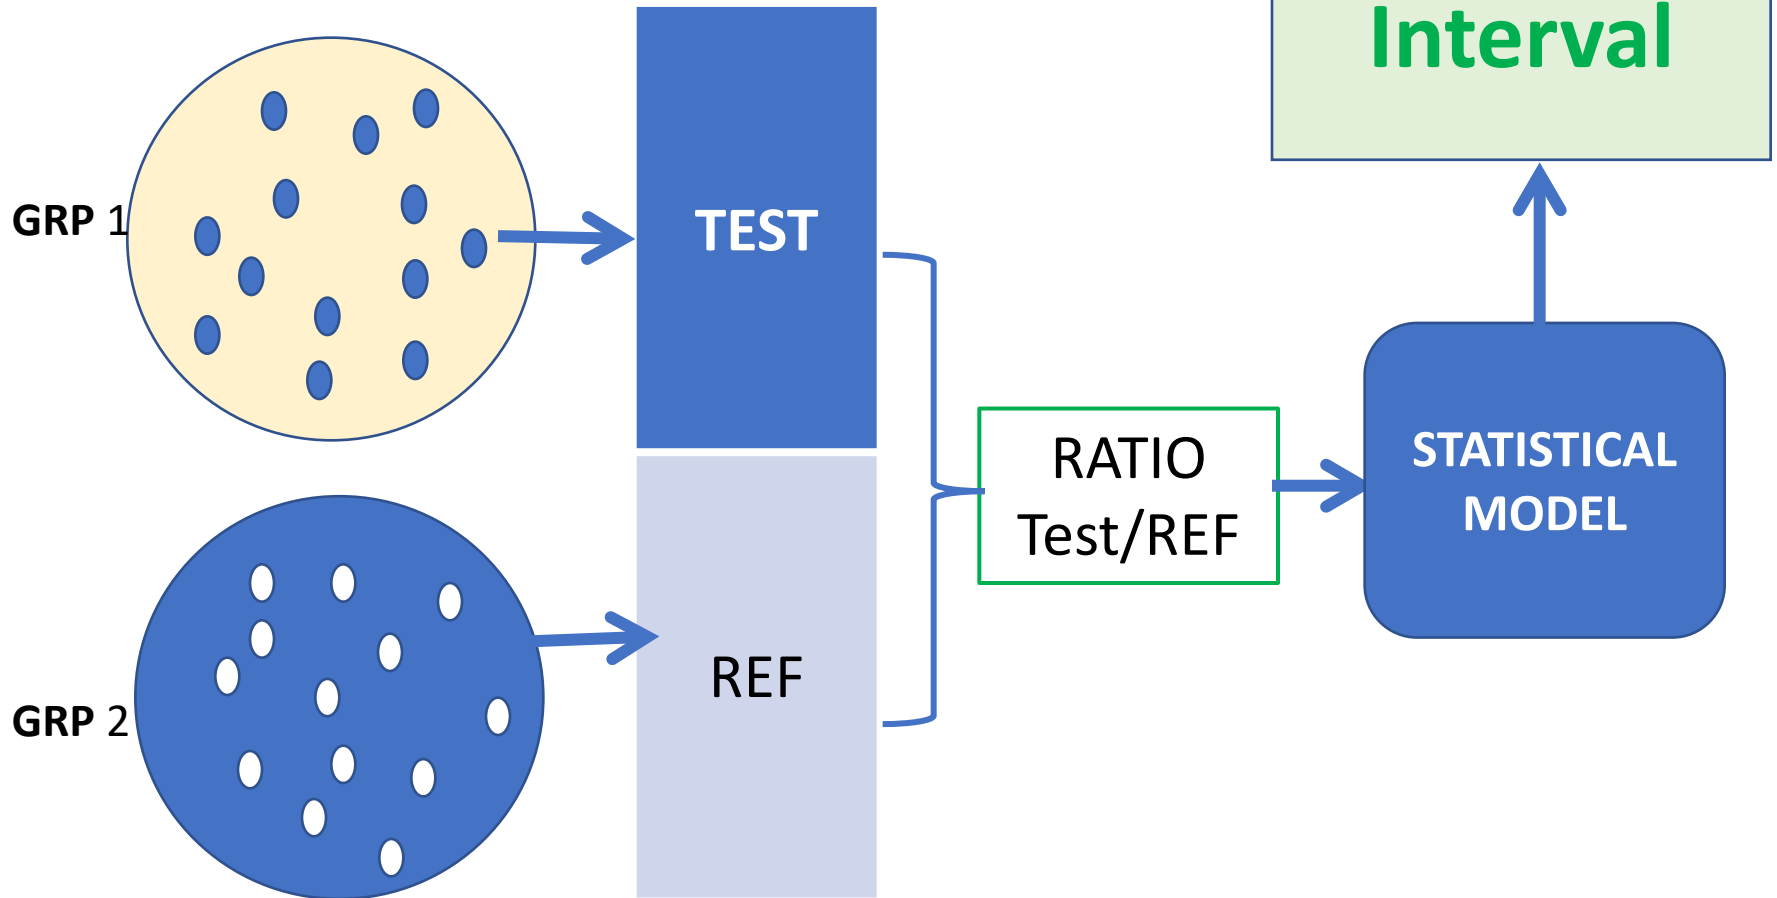 Interval
GRP 1
TEST
RATIO
Test/REF
STATISTICAL
MODEL
REF
GRP 2